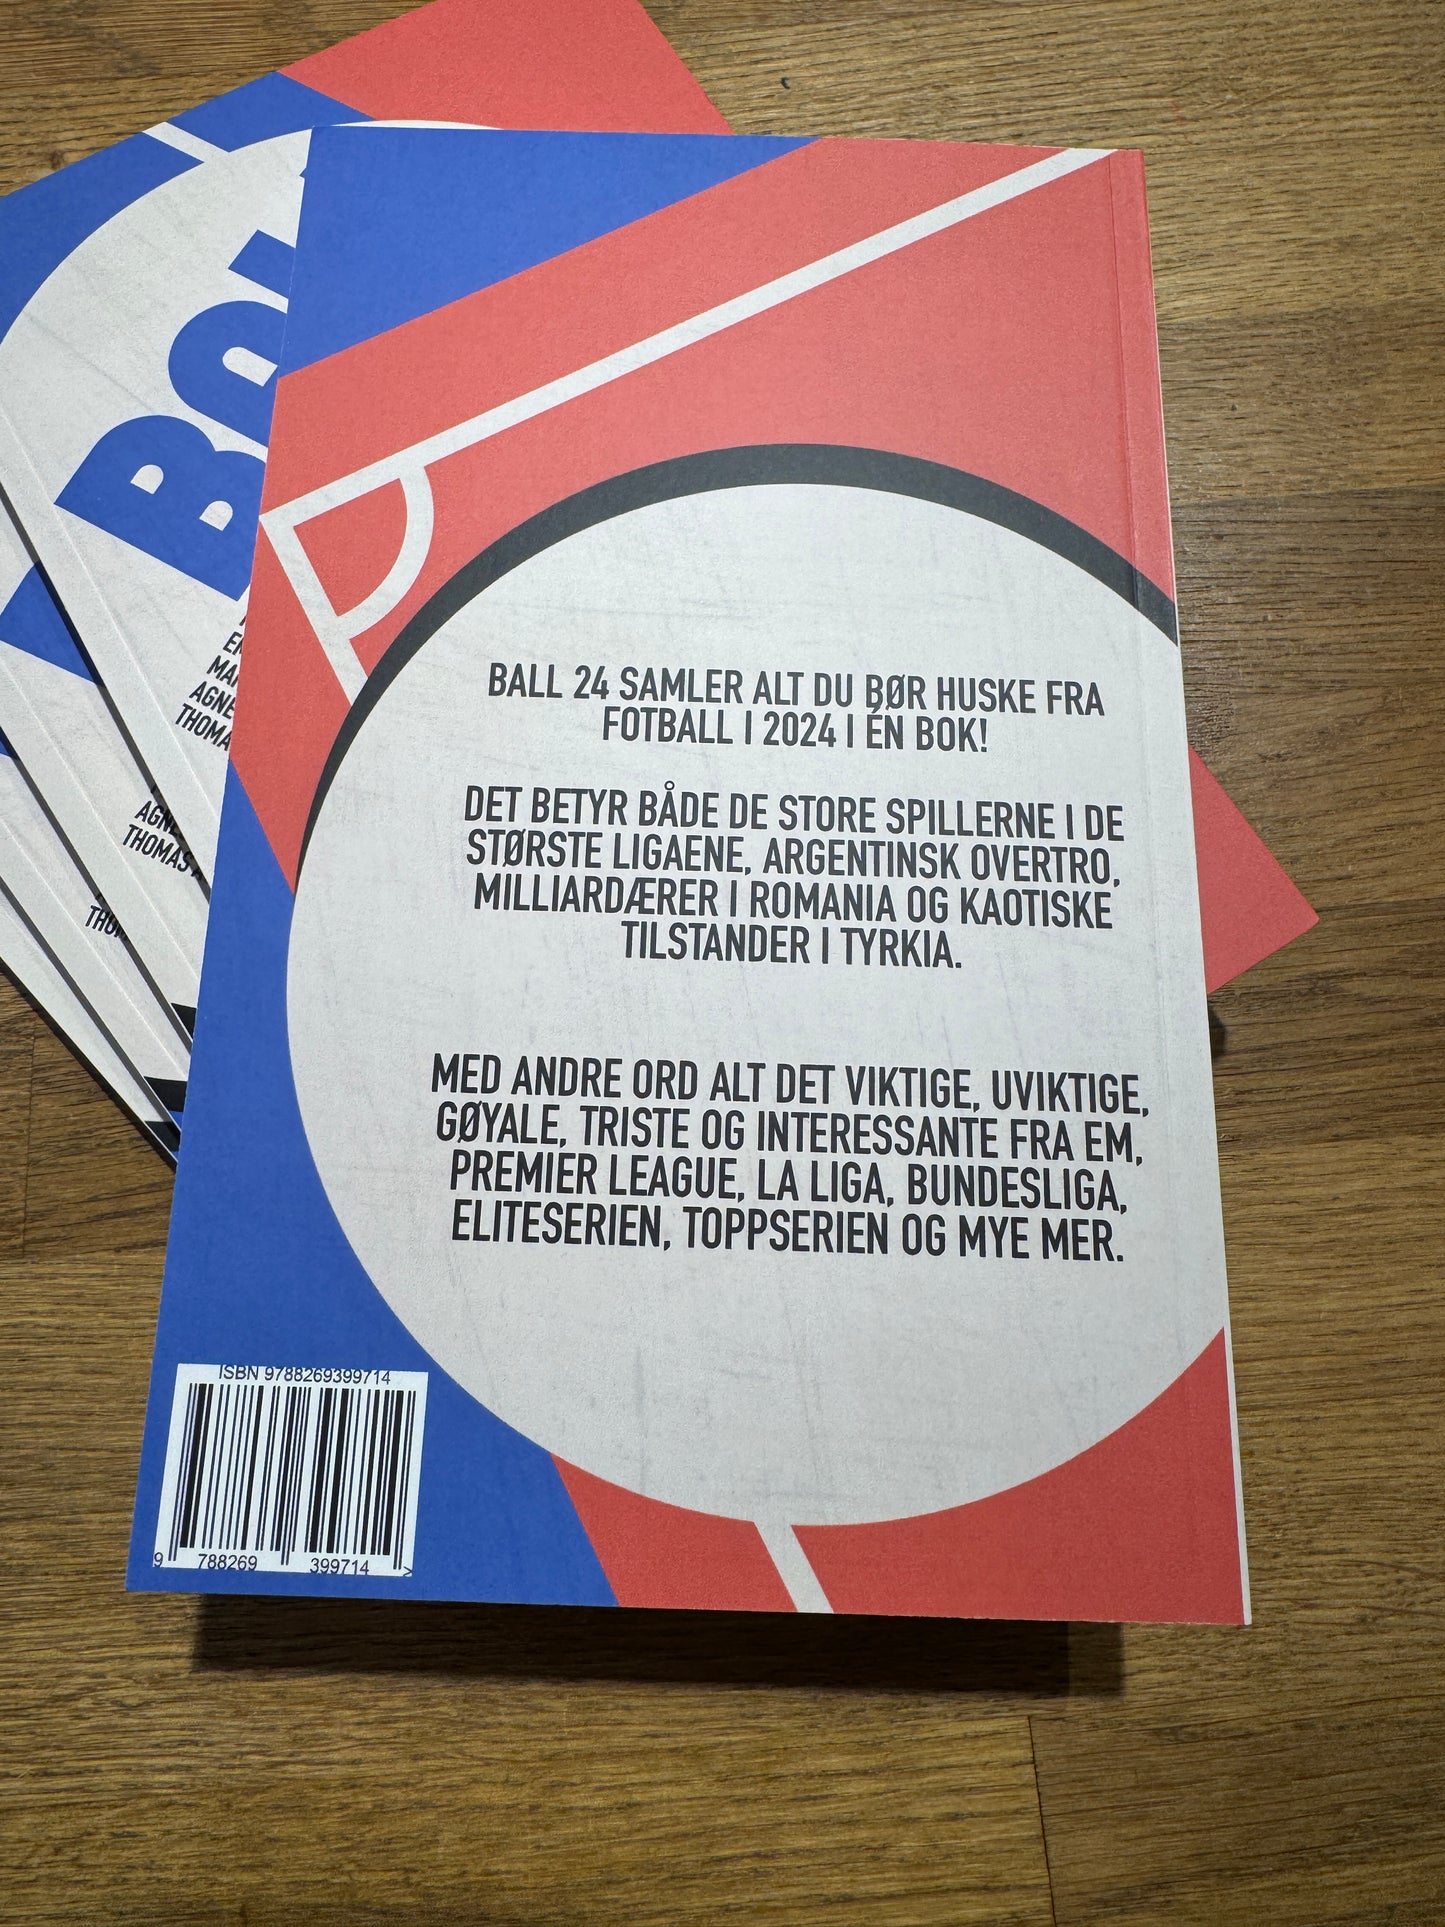 BALL 24 SAMLER ALT DU BØR HUSKE FRA
FOTBALL I 2024 I ÉN BOK!
DET BETYR BÅDE DE STORE SPILLERNE I DE
STØRSTE LIGAENE, ARGENTINSK OVERTRO,
MILLIARDÆRER I ROMANIA OG KAOTISKE
TILSTANDER I TYRKIA.
MED ANDRE ORD ALT DET VIKTIGE, UVIKTIGE,
GØYALE, TRISTE OG INTERESSANTE FRA EM,
PREMIER LEAGUE, LA LIGA, BUNDESLIGA,
ELITESERIEN, TOPPSERIEN OG MYE MER.
ISBN 9788269399714
9 788269 399714 >
THOMAS